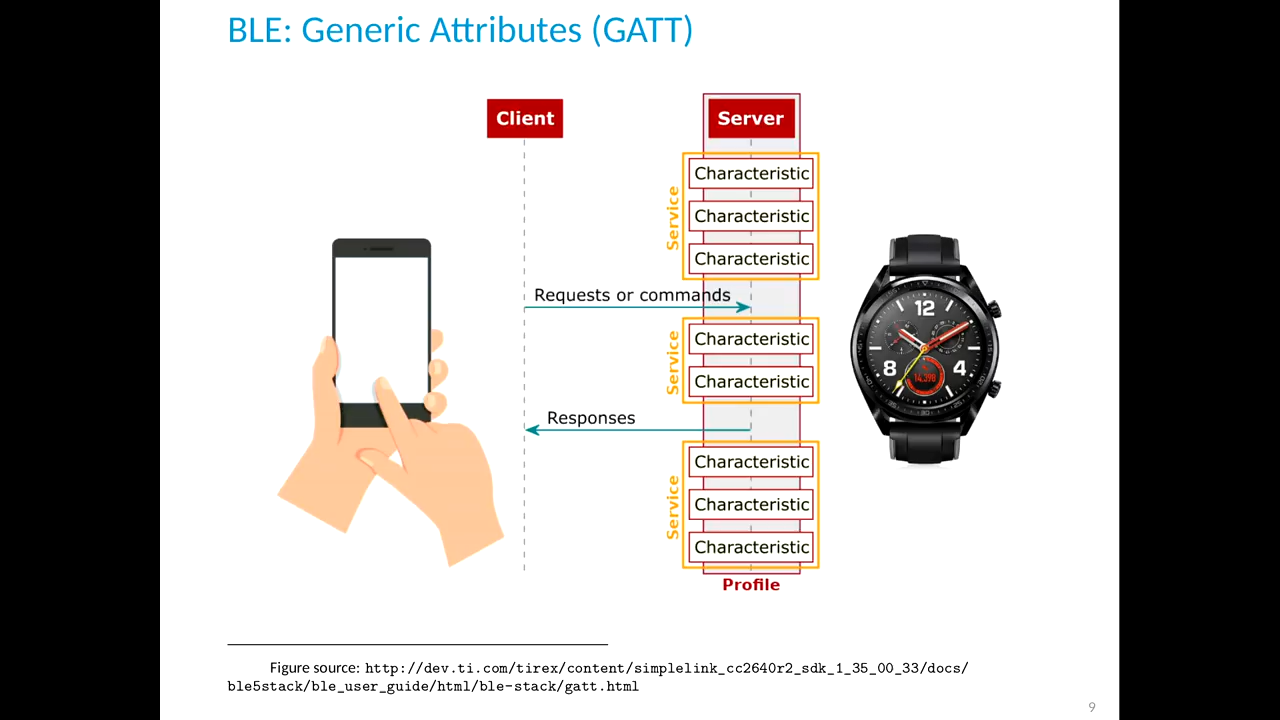 BLE: Generic Attributes (GATT)
Client
Server
Service
Characteristic
Characteristic
Characteristic
Requests or commands
Service
Characteristic
Characteristic
Responses
Service
Characteristic
Characteristic
Characteristic
Profile
12
8
4
14,398
Figure source: http://dev.ti.com/tirex/content/simplelink_cc2640r2_sdk_1_35_00_33/docs/
ble5stack/ble_user_guide/html/ble-stack/gatt.html
9